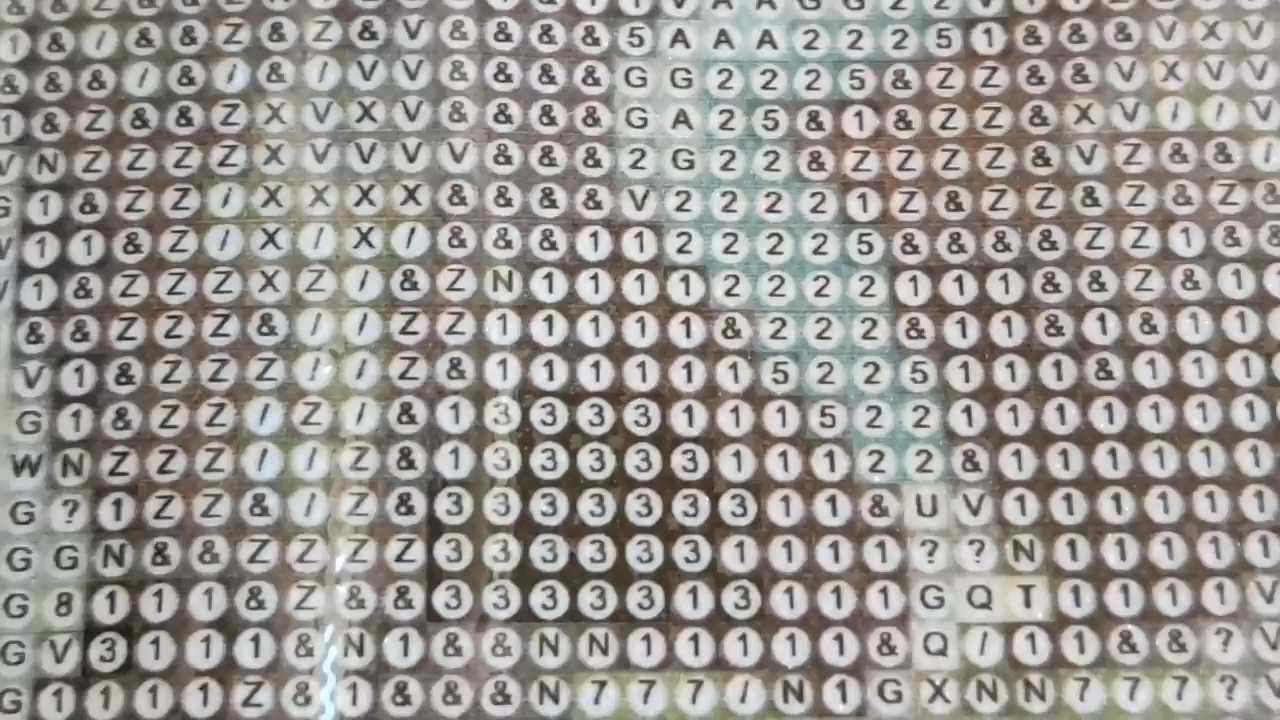 1 & / & & Z & Z & V & & & & 5 A A A 2 2 2 5 1 & & & V X V
& & & / & / & / V V & & & & G G 2 2 2 5 & Z Z & & V X V V
1 & Z & & Z X V X V & & & & G A 2 5 & 1 & Z Z & X V / / V
V N Z Z Z Z X V V V V & & & 2 G 2 2 & Z Z Z Z & V Z & & /
G 1 & Z Z / X X X X & & & & V 2 2 2 2 1 Z & Z Z & Z & Z &
1 1 & Z / X / X / & & & 1 1 2 2 2 2 5 & & & & Z Z 1 & &
1 & Z Z Z X Z / & Z N 1 1 1 1 2 2 2 2 1 1 1 & & Z & 1 1
& & Z Z Z & / / Z Z 1 1 1 1 1 & 2 2 2 & 1 1 & 1 & 1 1
V 1 & Z Z Z / / Z & 1 1 1 1 1 1 5 2 2 5 1 1 1 & 1 1 1
G 1 & Z Z / Z / & 1 3 3 3 3 1 1 1 5 2 2 1 1 1 1 1 1 1
W N Z Z Z / / Z & 1 3 3 3 3 3 1 1 1 2 2 & 1 1 1 1 1 1
G ? 1 Z Z & / Z & 3 3 3 3 3 3 3 1 1 & U V 1 1 1 1 1 1
G G N & & Z Z Z Z 3 3 3 3 3 3 1 1 1 1 ? ? N 1 1 1 1 1
G 8 1 1 1 & Z & & 3 3 3 3 3 1 3 1 1 1 G Q T 1 1 1 1 V
G V 3 1 1 1 & N 1 & & N N 1 1 1 1 1 & Q / 1 1 & & ? V
G 1 1 1 1 Z & 1 & & & N 7 7 7 / N 1 G X N N 7 7 7 ? V